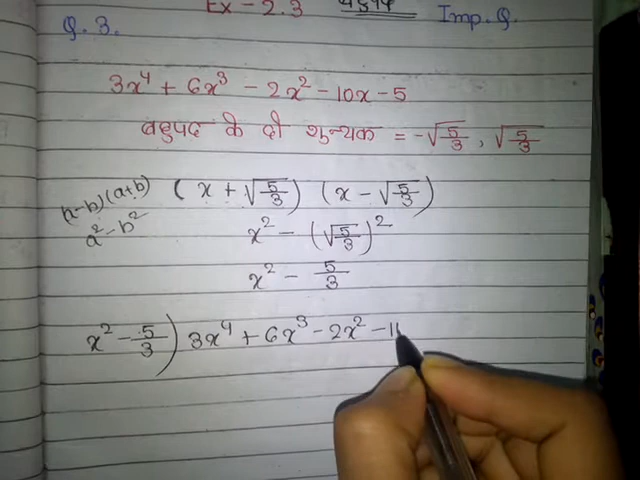 Ex - 2.3
Q. 3.
Imp. Q.
3x⁴ + 6x³ - 2x² - 10x - 5
बहुपद के दो शुन्यक = -√5/3, √5/3
(a-b)(a+b) (x + √5/3) (x - √5/3)
a² - b² x² - (√5/3)²
x² - 5/3
x² - 5/3) 3x⁴ + 6x³ - 2x² - 1